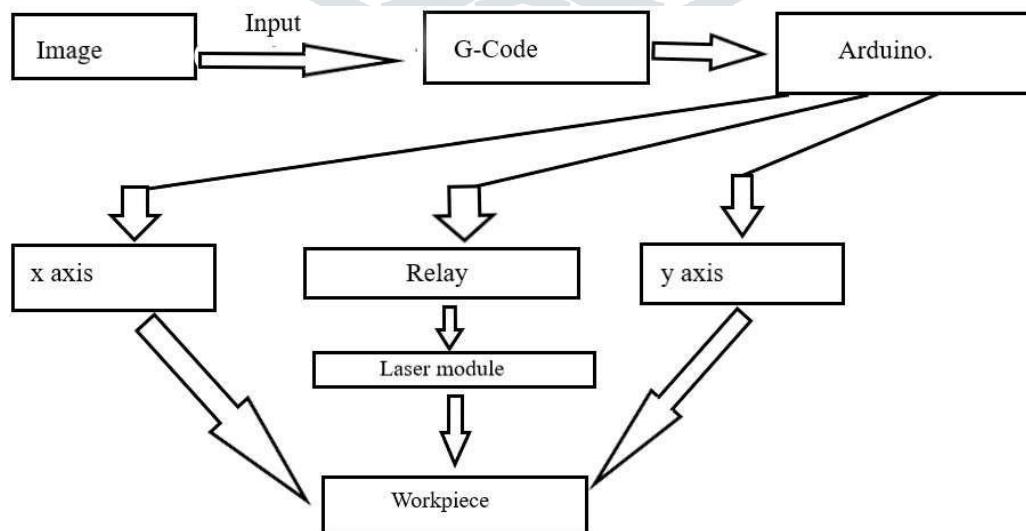 Image
Input
G-Code
Arduino.
x axis
Relay
y axis
Laser module
Workpiece